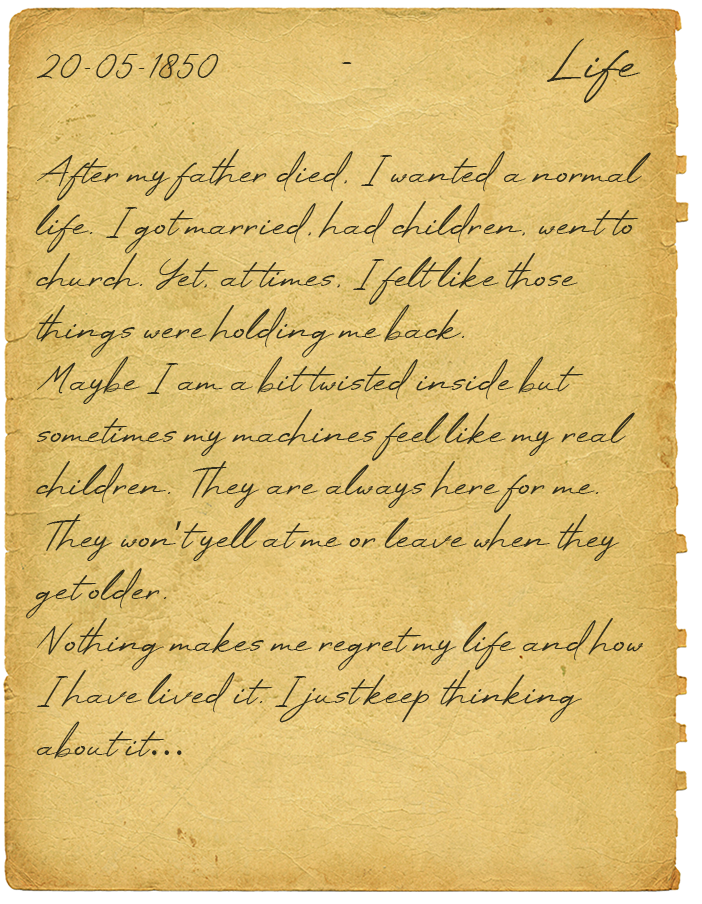 20-05-1850 - Life
After my father died, I wanted a normal
life. I got married, had children, went to
church. Yet, at times, I felt like those
things were holding me back.
Maybe I am a bit twisted inside but
sometimes my machines feel like my real
children. They are always here for me.
They won't yell at me or leave when they
get older.
Nothing makes me regret my life and how
I have lived it. I just keep thinking
about it...